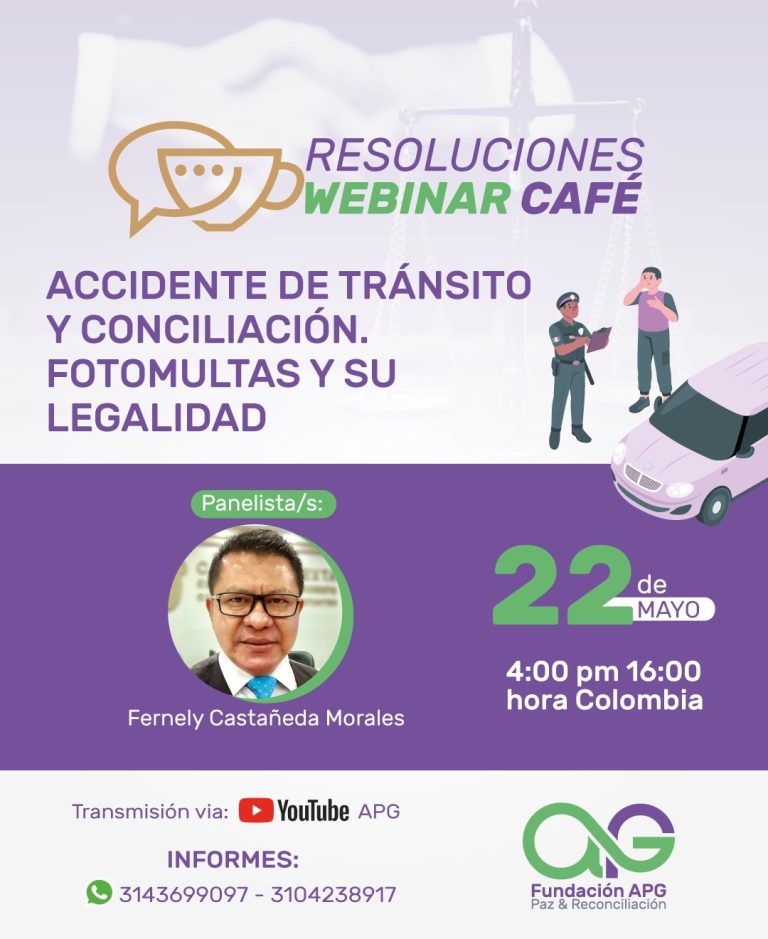 RESOLUCIONES
WEBINAR CAFÉ
ACCIDENTE DE TRÁNSITO
Y CONCILIACIÓN.
FOTOMULTAS Y SU
LEGALIDAD
Panelista/s:
Fernely Castañeda Morales
22 de
MAYO
4:00 pm 16:00
hora Colombia
Transmisión via: YouTube APG
INFORMES:
3143699097 - 3104238917
Fundación APG
Paz & Reconciliación